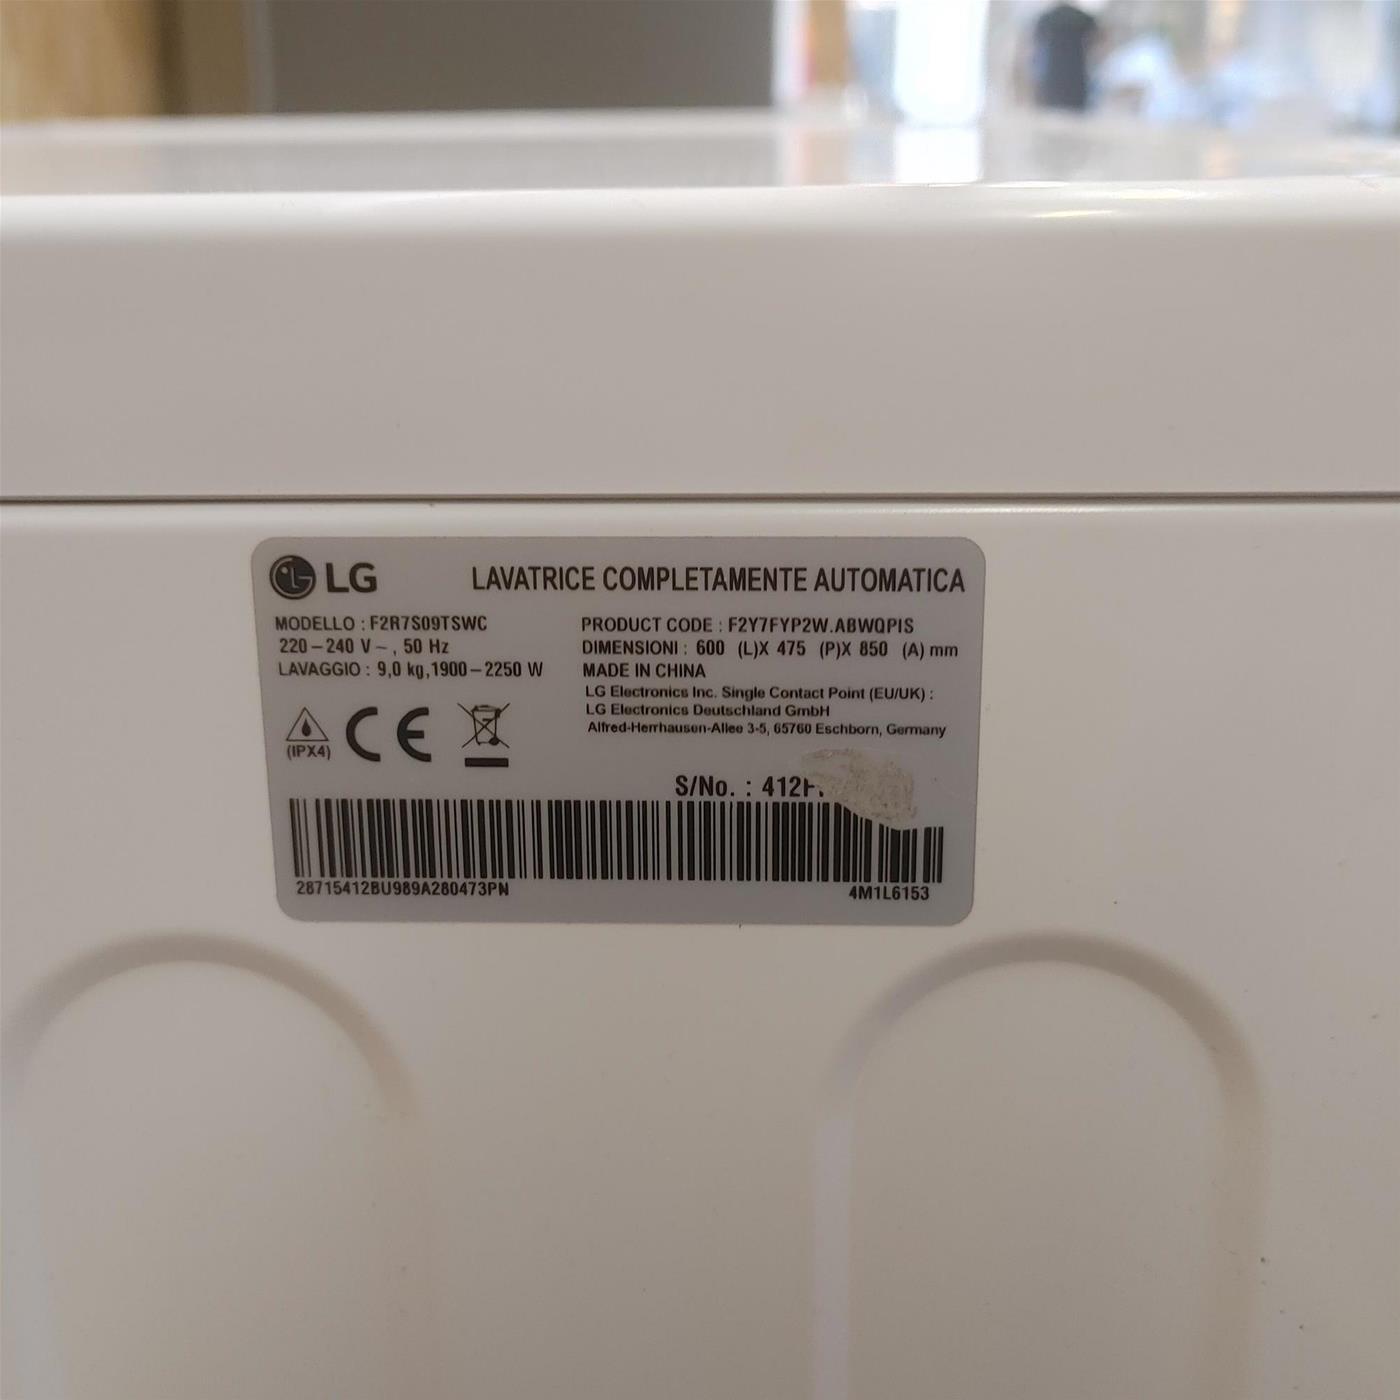 LG
LAVATRICE COMPLETAMENTE AUTOMATICA
MODELLO : F2R7S09TSWC
220-240 V~, 50 Hz
LAVAGGIO : 9,0 kg,1900-2250 W
PRODUCT CODE : F2Y7FYP2W.ABWQPIS
DIMENSIONI : 600 (L)X 475 (P)X 850 (A) mm
MADE IN CHINA
LG Electronics Inc. Single Contact Point (EU/UK) :
LG Electronics Deutschland GmbH
Alfred-Herrhausen-Allee 3-5, 65760 Eschborn, Germany
(IPX4)
CE
S/No. :
28715412BU989A280473PN
4M1L6153